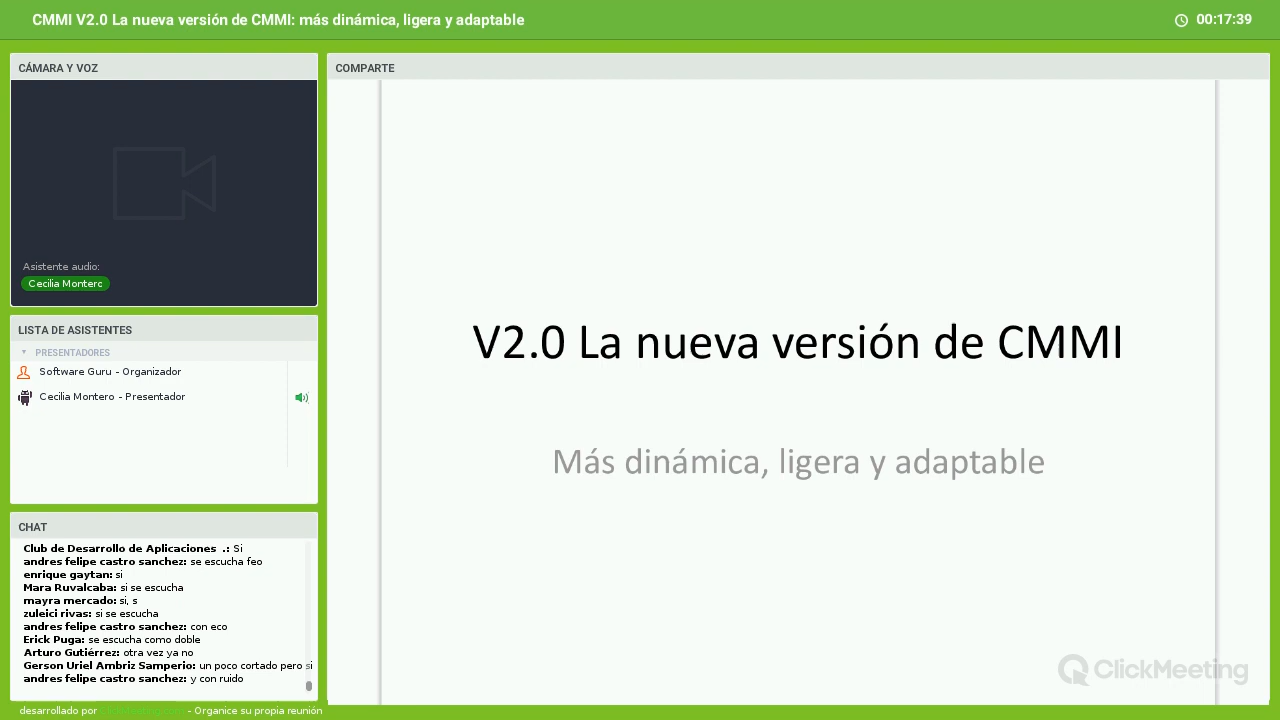 CMMI V2.0 La nueva versión de CMMI: más dinámica, ligera y adaptable
00:17:39
CÁMARA Y VOZ
Asistente audio:
Cecilia Montero
LISTA DE ASISTENTES
PRESENTADORES
Software Guru - Organizador
Cecilia Montero - Presentador
CHAT
Club de Desarrollo de Aplicaciones .: Si
andres felipe castro sanchez: se escucha feo
enrique gaytan: si
Mara Ruvalcaba: si se escucha
mayra mercado: si, s
zuleici rivas: si se escucha
andres felipe castro sanchez: con eco
Erick Puga: se escucha como doble
Arturo Gutiérrez: otra vez ya no
Gerson Uriel Ambriz Samperio: un poco cortado pero si
andres felipe castro sanchez: y con ruido
desarrollado por - Organice su propia reunión
COMPARTE
V2.0 La nueva versión de CMMI
Más dinámica, ligera y adaptable
ClickMeeting